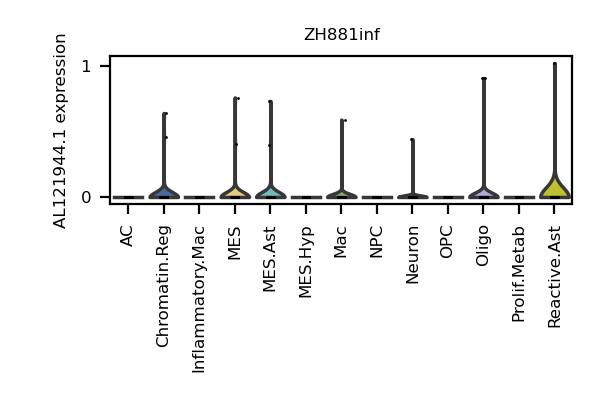 ZH881inf
AL121944.1 expression
1
0
AC
Chromatin.Reg
Inflammatory.Mac
MES
MES.Ast
MES.Hyp
Mac
NPC
Neuron
OPC
Oligo
Prolif.Metab
Reactive.Ast